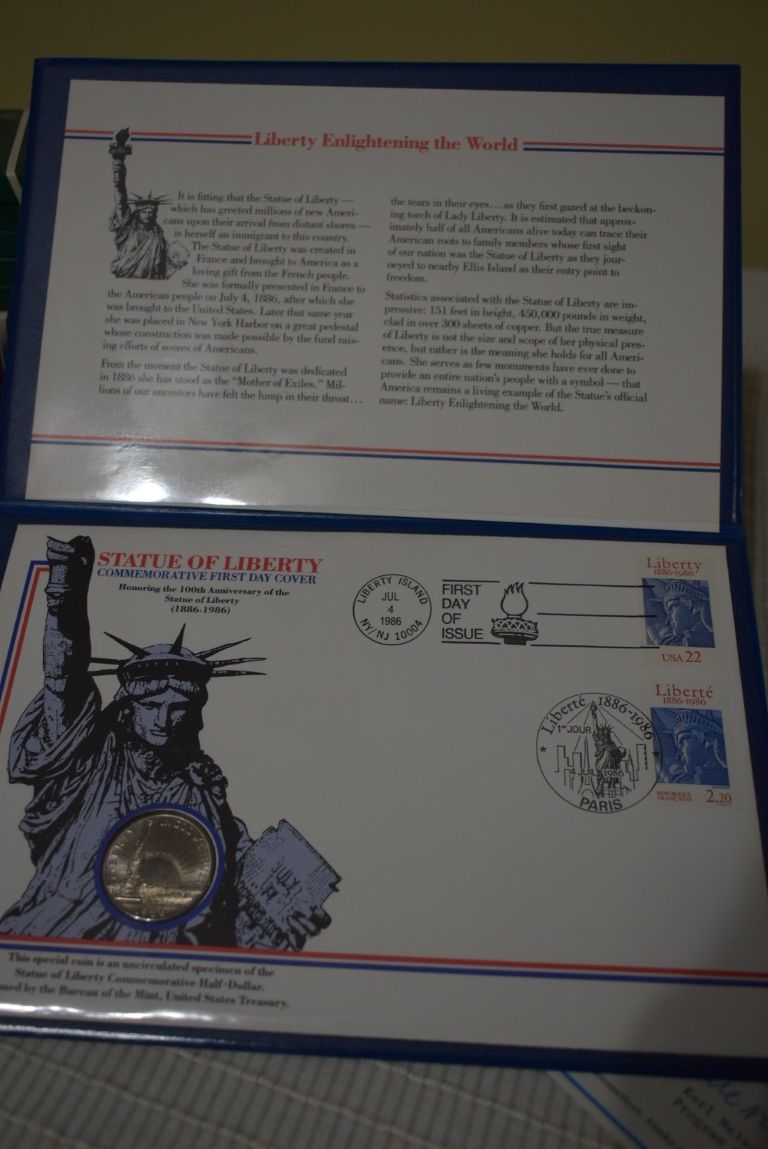 Liberty Enlightening the World
It is fitting that the Statue of Liberty —
which has greeted millions of new Ameri-
cans upon their arrival from distant shores —
is herself an immigrant to this country.
The Statue of Liberty was created in
France and brought to America as a
loving gift from the French people.
She was formally presented in France to
the American people on July 4, 1886, after which she
was brought to the United States. Later that same year
she was placed in New York Harbor on a great pedestal
whose construction was made possible by the fund rais-
ing efforts of scores of Americans.
From the moment the Statue of Liberty was dedicated
in 1886 she has stood as the “Mother of Exiles.” Mil-
lions of our ancestors have felt the lump in their throat...
the tears in their eyes...as they first gazed at the beckon-
ing torch of Lady Liberty. It is estimated that approx-
imately half of all Americans alive today can trace their
American roots to family members whose first sight
of our nation was the Statue of Liberty as they jour-
neyed to nearby Ellis Island as their entry point to
freedom.
Statistics associated with the Statue of Liberty are im-
pressive: 151 feet in height, 450,000 pounds in weight,
clad in over 300 sheets of copper. But the true measure
of Liberty is not the size and scope of her physical pres-
ence, but rather is the meaning she holds for all Ameri-
cans. She serves as few monuments have ever done to
provide an entire nation's people with a symbol — that
America remains a living example of the Statue's official
name: Liberty Enlightening the World.
STATUE OF LIBERTY
COMMEMORATIVE FIRST DAY COVER
Honoring the 100th Anniversary of the
Statue of Liberty
(1886-1986)
LIBERTY ISLAND
JUL
4
1986
NY/NJ 10004
FIRST
DAY
OF
ISSUE
Liberty
1886-1986
USA 22
Liberté 1886-1986
1er JOUR
4 JUIL 1986
PARIS
Liberté
1886-1986
REPUBLIQUE
FRANÇAISE
2,20
JULY
This special coin is an uncirculated specimen of the
Statue of Liberty Commemorative Half-Dollar.
sued by the Bureau of the Mint, United States Treasury.